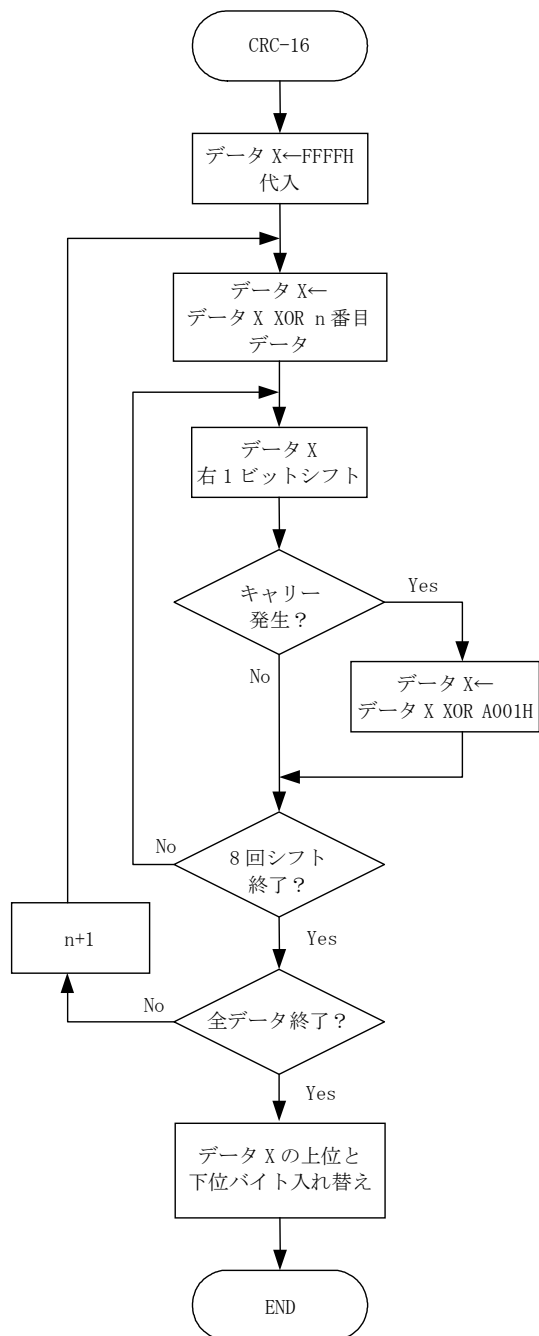 CRC-16
データ X←FFFFH
代入
データ X←
データ X XOR n 番目
データ
データ X
右 1 ビットシフト
キャリー
発生？
Yes
No
データ X←
データ X XOR A001H
8 回シフト
終了？
No
Yes
n+1
全データ終了？
No
Yes
データ X の上位と
下位バイト入れ替え
END